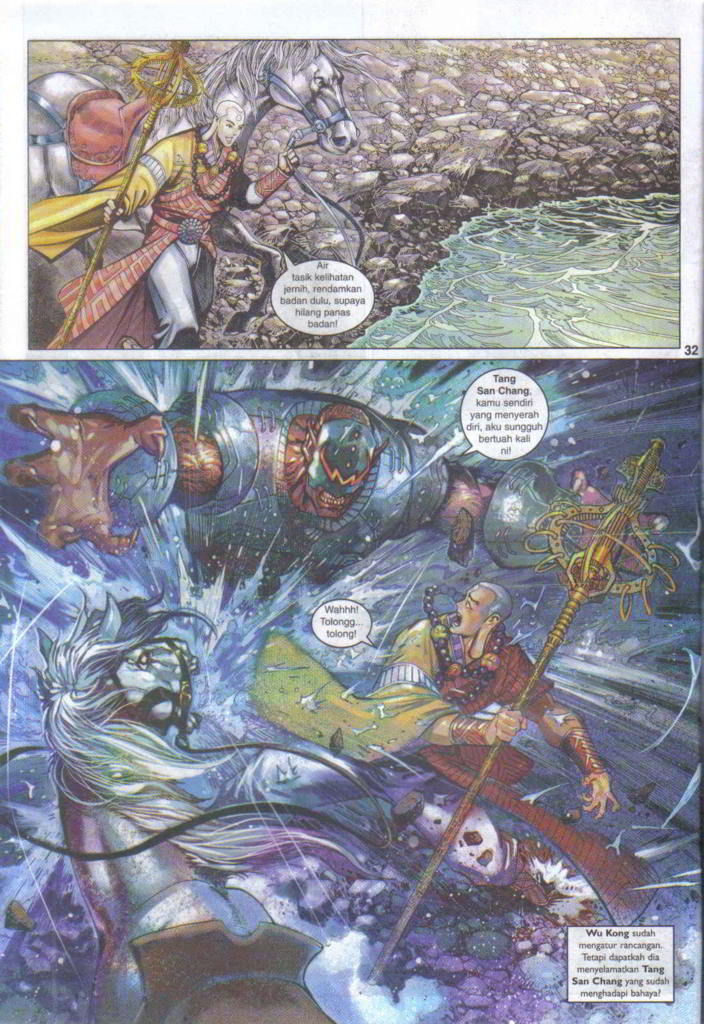 Air
tasik kelihatan
jernih, rendamkan
badan dulu, supaya
hilang panas
badan!
32
Tang
San Chang,
kamu sendiri
yang menyerah
diri, aku sungguh
bertuah kali
ni!
Wahhh!
Tolongg...
tolong!
Wu Kong sudah
mengatur rancangan.
Tetapi dapatkah dia
menyelamatkan Tang
San Chang yang sudah
menghadapi bahaya?